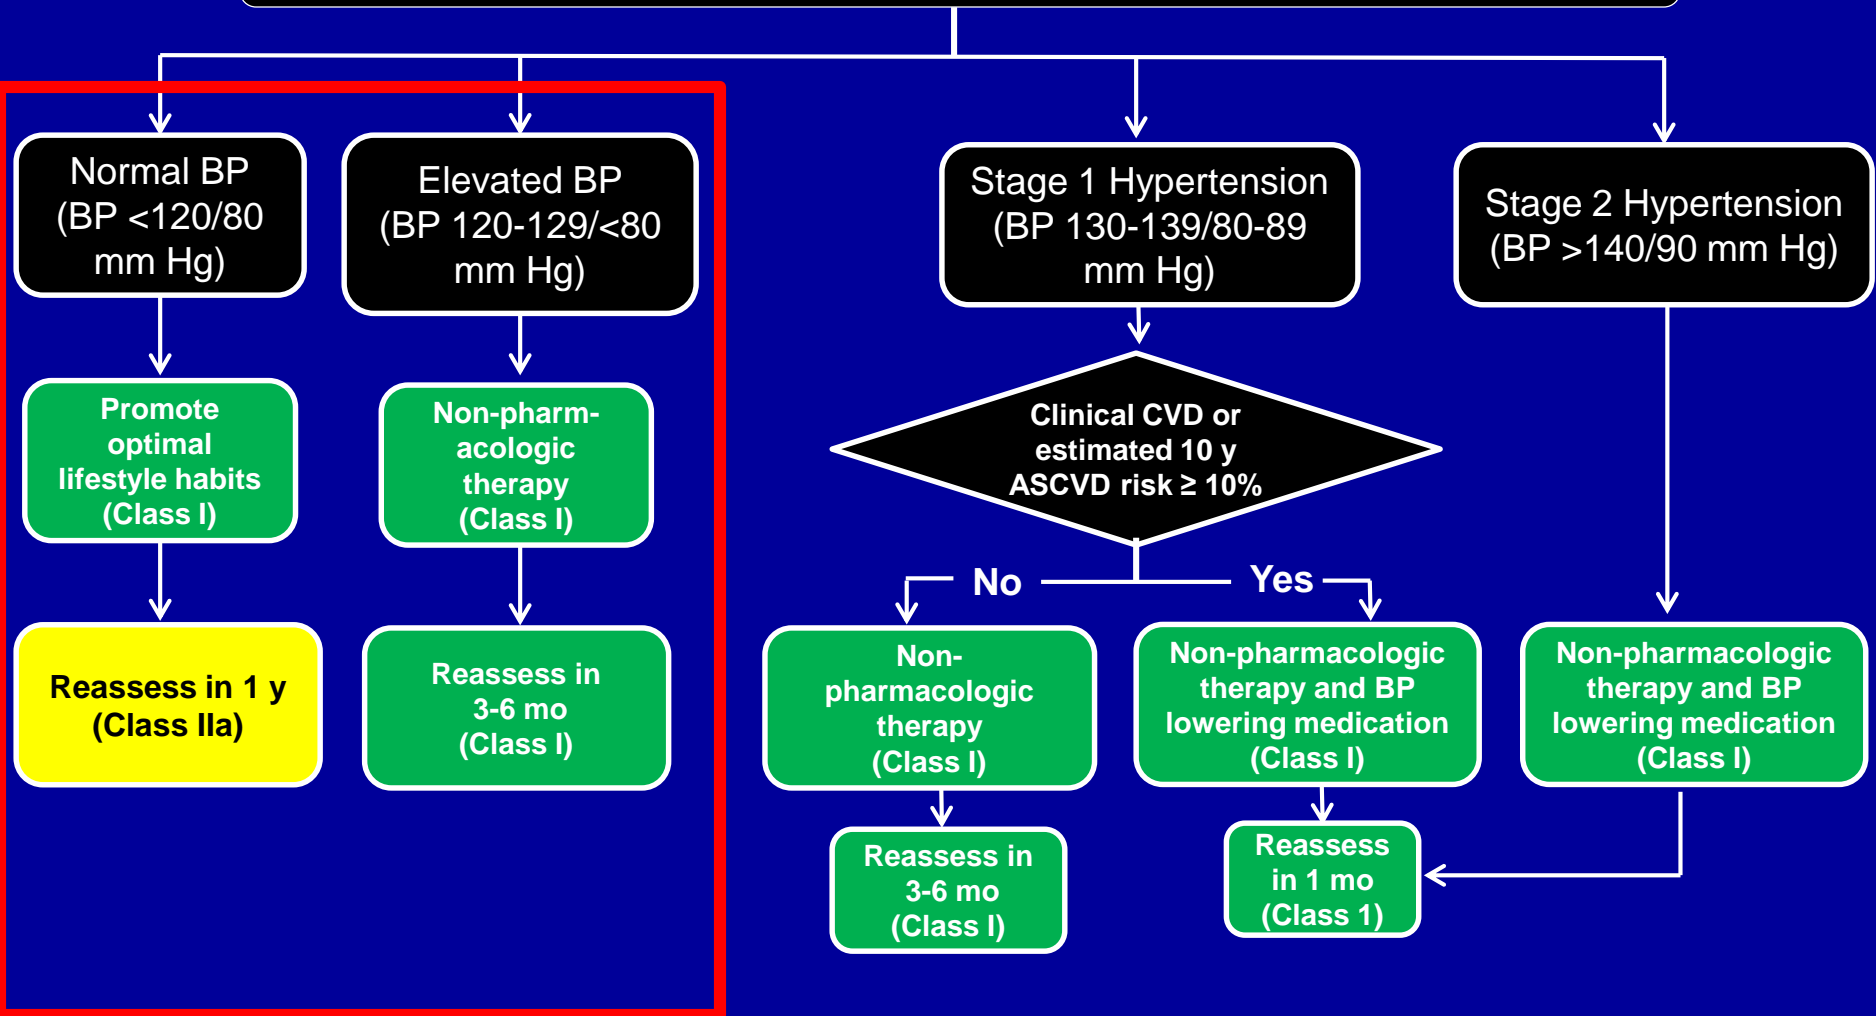 Normal BP
(BP <120/80
mm Hg)
Elevated BP
(BP 120-129/<80
mm Hg)
Stage 1 Hypertension
(BP 130-139/80-89
mm Hg)
Stage 2 Hypertension
(BP >140/90 mm Hg)
Promote
optimal
lifestyle habits
(Class I)
Non-pharm-
acologic
therapy
(Class I)
Clinical CVD or
estimated 10 y
ASCVD risk ≥ 10%
No
Yes
Reassess in 1 y
(Class IIa)
Reassess in
3-6 mo
(Class I)
Non-
pharmacologic
therapy
(Class I)
Non-pharmacologic
therapy and BP
lowering medication
(Class I)
Non-pharmacologic
therapy and BP
lowering medication
(Class I)
Reassess in
3-6 mo
(Class I)
Reassess
in 1 mo
(Class 1)